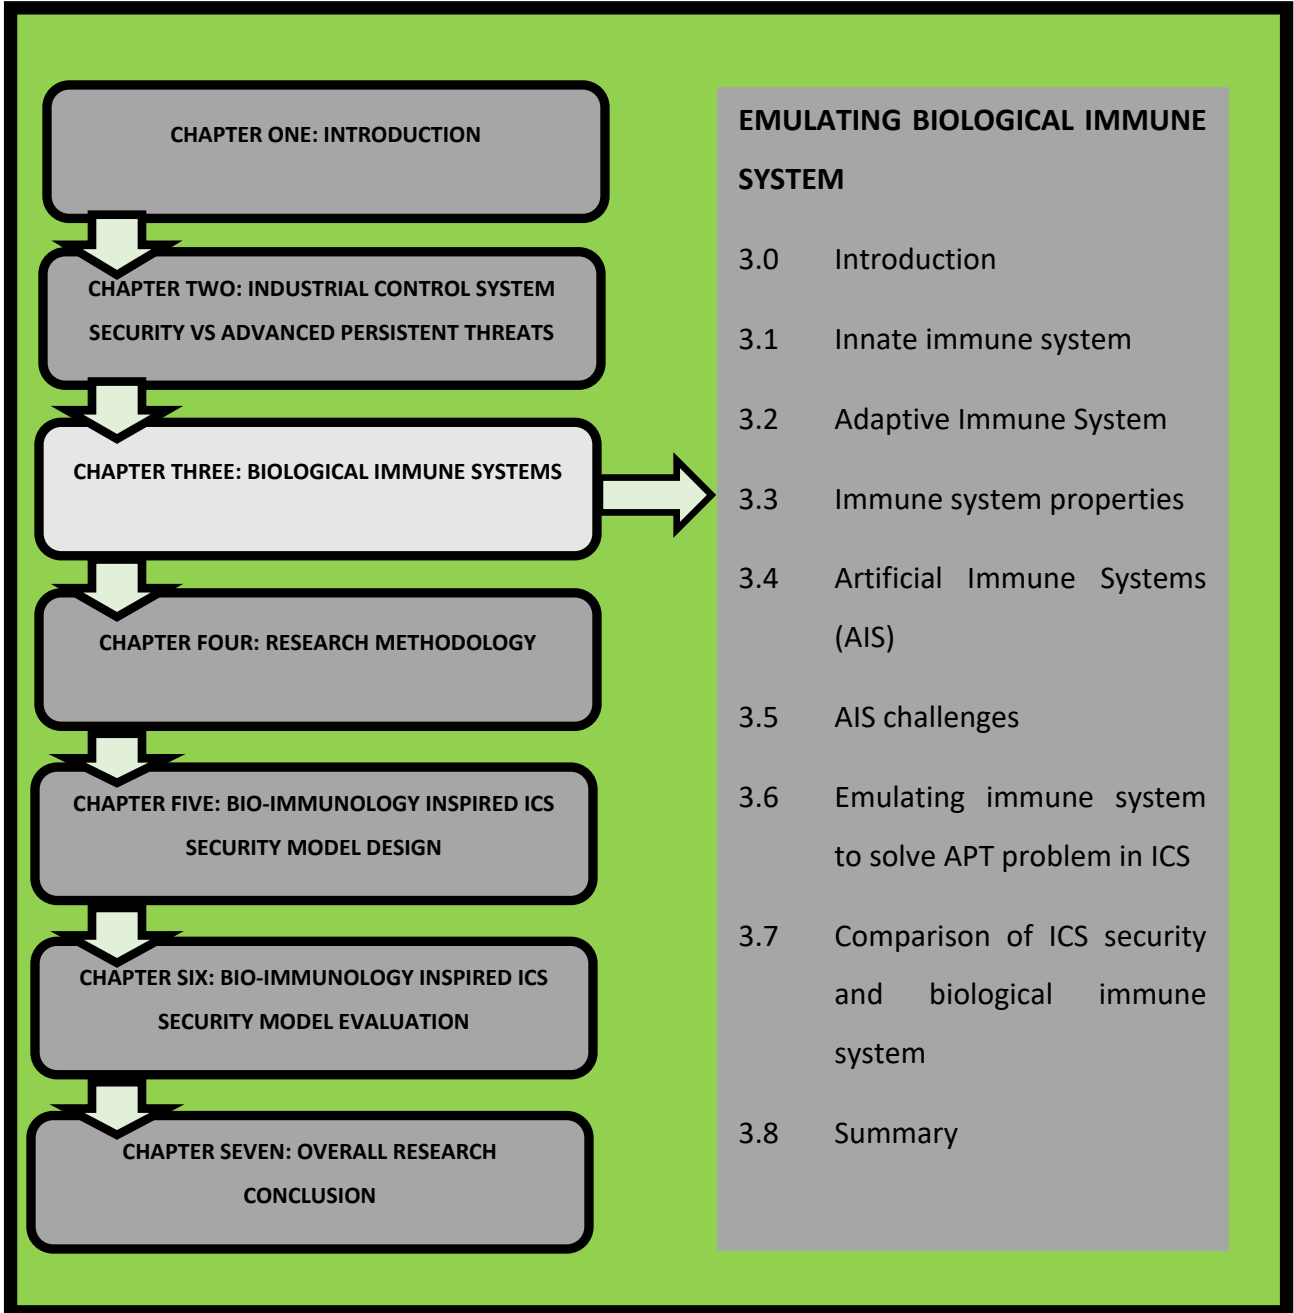 CHAPTER ONE: INTRODUCTION
CHAPTER TWO: INDUSTRIAL CONTROL SYSTEM
SECURITY VS ADVANCED PERSISTENT THREATS
CHAPTER THREE: BIOLOGICAL IMMUNE SYSTEMS
CHAPTER FOUR: RESEARCH METHODOLOGY
CHAPTER FIVE: BIO-IMMUNOLOGY INSPIRED ICS
SECURITY MODEL DESIGN
CHAPTER SIX: BIO-IMMUNOLOGY INSPIRED ICS
SECURITY MODEL EVALUATION
CHAPTER SEVEN: OVERALL RESEARCH
CONCLUSION
EMULATING BIOLOGICAL IMMUNE
SYSTEM
3.0 Introduction
3.1 Innate immune system
3.2 Adaptive Immune System
3.3 Immune system properties
3.4 Artificial Immune Systems
(AIS)
3.5 AIS challenges
3.6 Emulating immune system
to solve APT problem in ICS
3.7 Comparison of ICS security
and biological immune
system
3.8 Summary